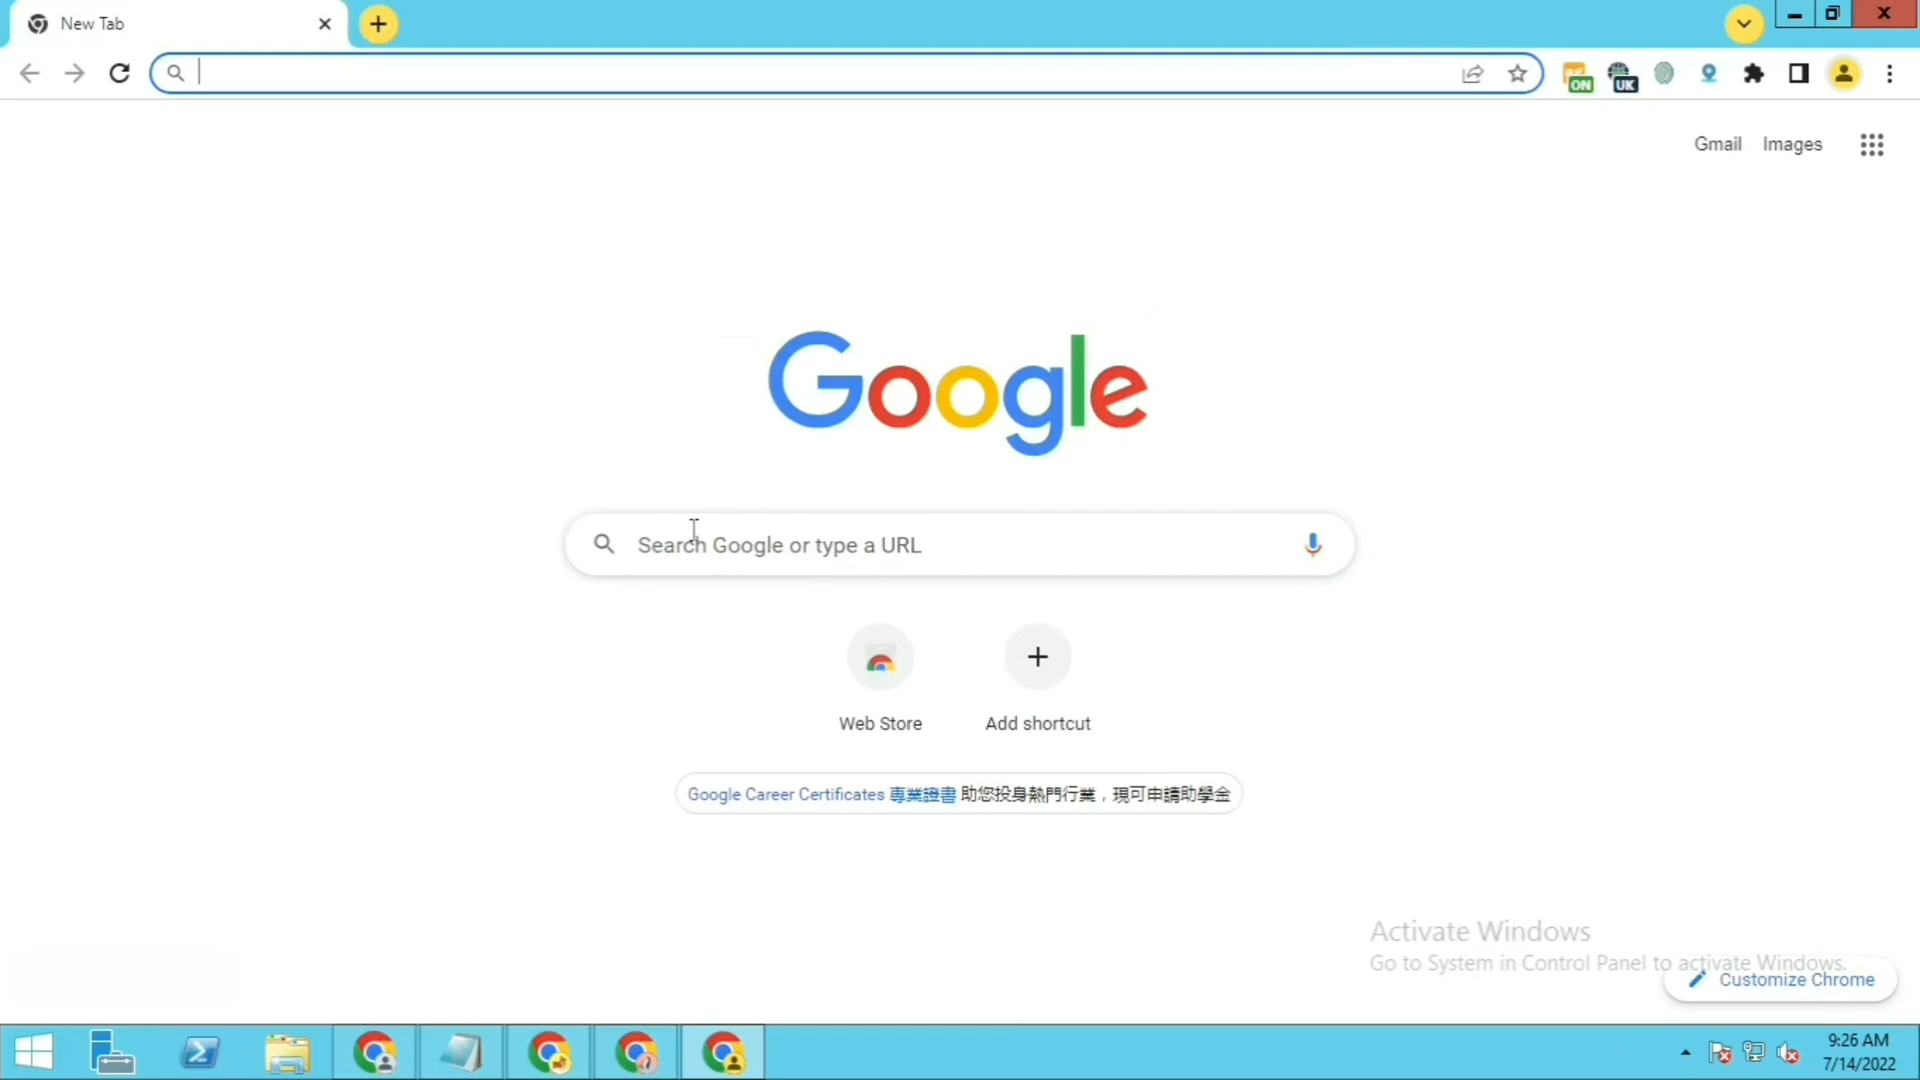 New Tab
ON
UK
Gmail
Images
Google
Search Google or type a URL
Web Store
Add shortcut
Google Career Certificates 專業證書 助您投身熱門行業，現可申請助學金
Activate Windows
Go to System in Control Panel to activate Windows.
Customize Chrome
9:26 AM
7/14/2022